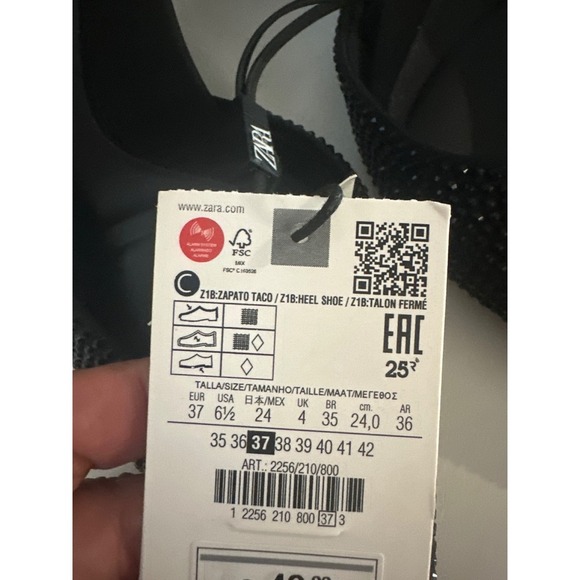 ZARA
www.zara.com
ALARM SYSTEM
FSC
MIX
C
Z1B:ZAPATO TACO / Z1B:HEEL SHOE / Z1B:TALON FERMÉ
EAC
TALLA/SIZE/TAMANHO/TAILLE/MAAT/ΜΕΓΕΘΟΣ
EUR USA 日本/MEX UK BR cm. AR
37 6½ 24 4 35 24,0 36
35 36 37 38 39 40 41 42
ART.: 2256/210/800
1 2256 210 800 37 3